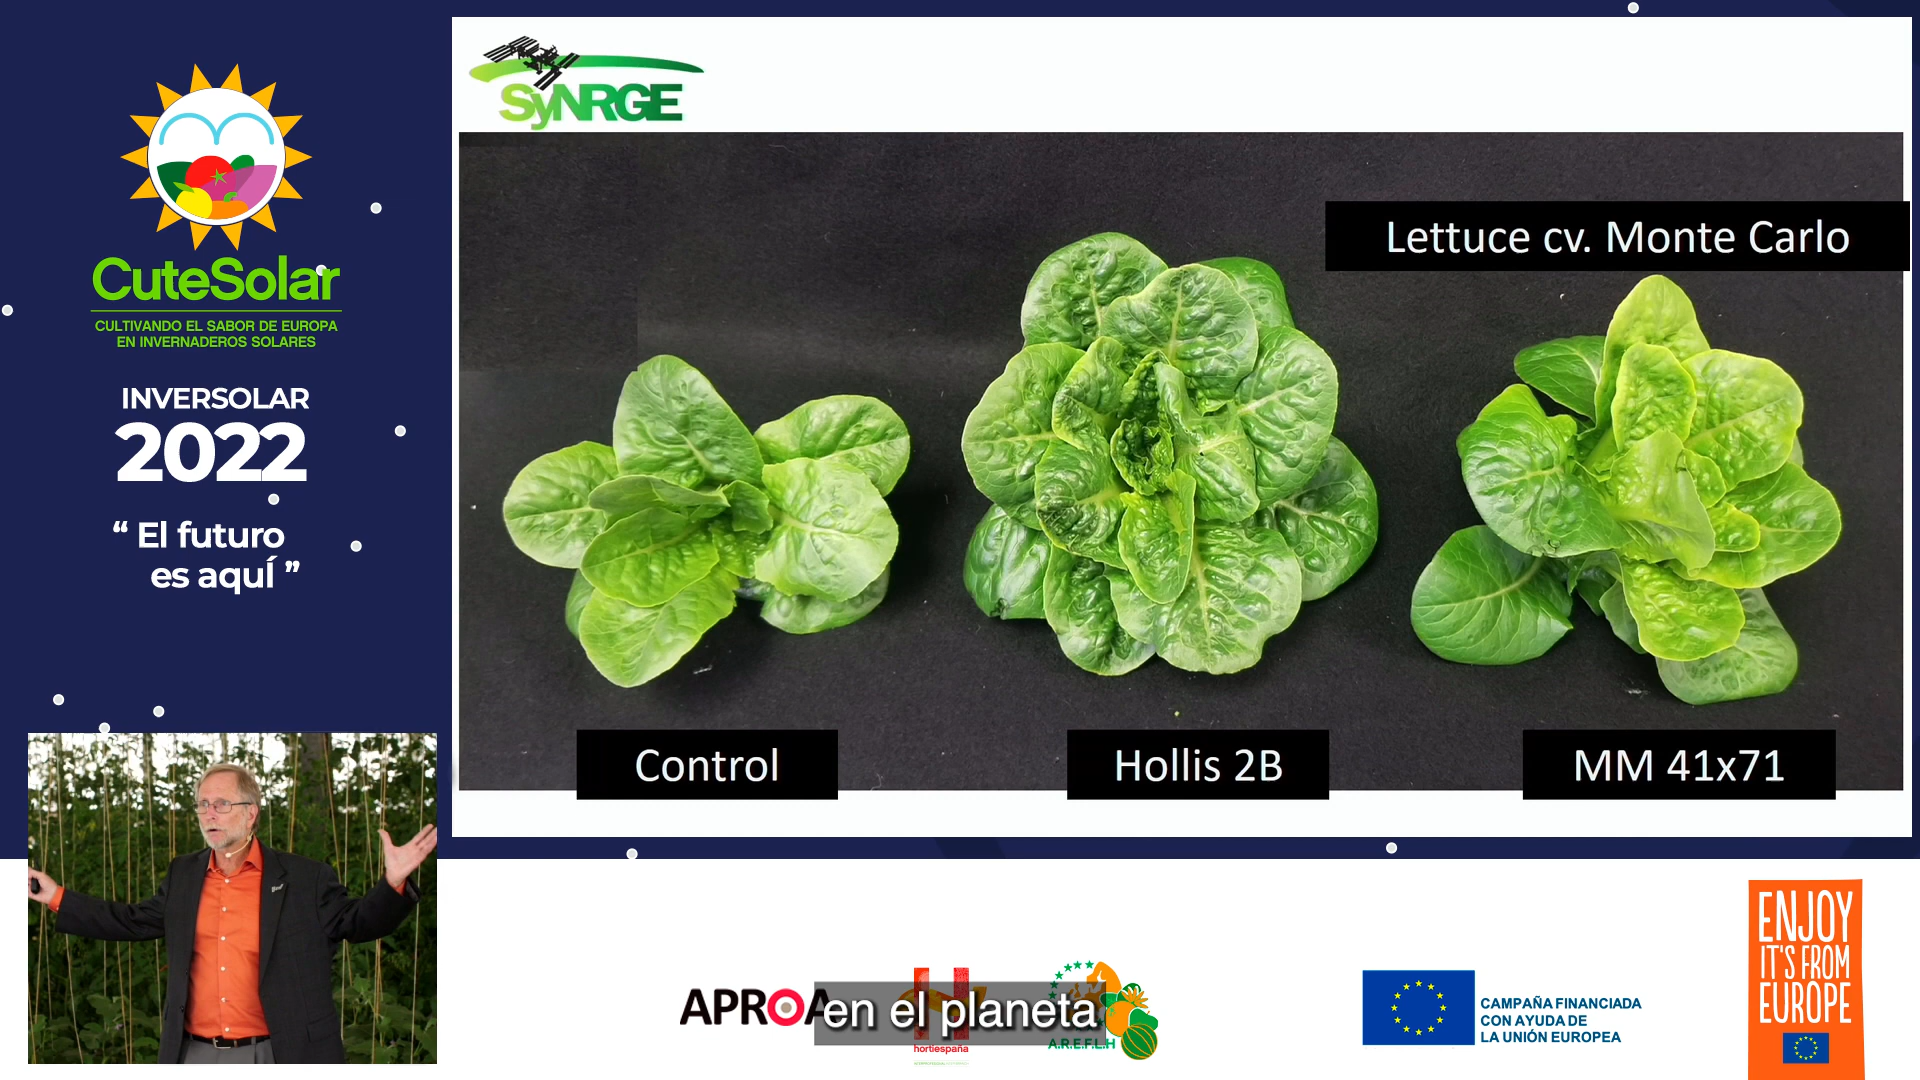 CuteSolar
CULTIVANDO EL SABOR DE EUROPA
EN INVERNADEROS SOLARES
INVERSOLAR
2022
“ El futuro
es aquÍ ”
SyNRGE
Lettuce cv. Monte Carlo
Control
Hollis 2B
MM 41x71
APROA
H
hortiespaña
A.R.E.F.L.H
en el planeta
CAMPAÑA FINANCIADA
CON AYUDA DE
LA UNIÓN EUROPEA
ENJOY
IT'S FROM
EUROPE